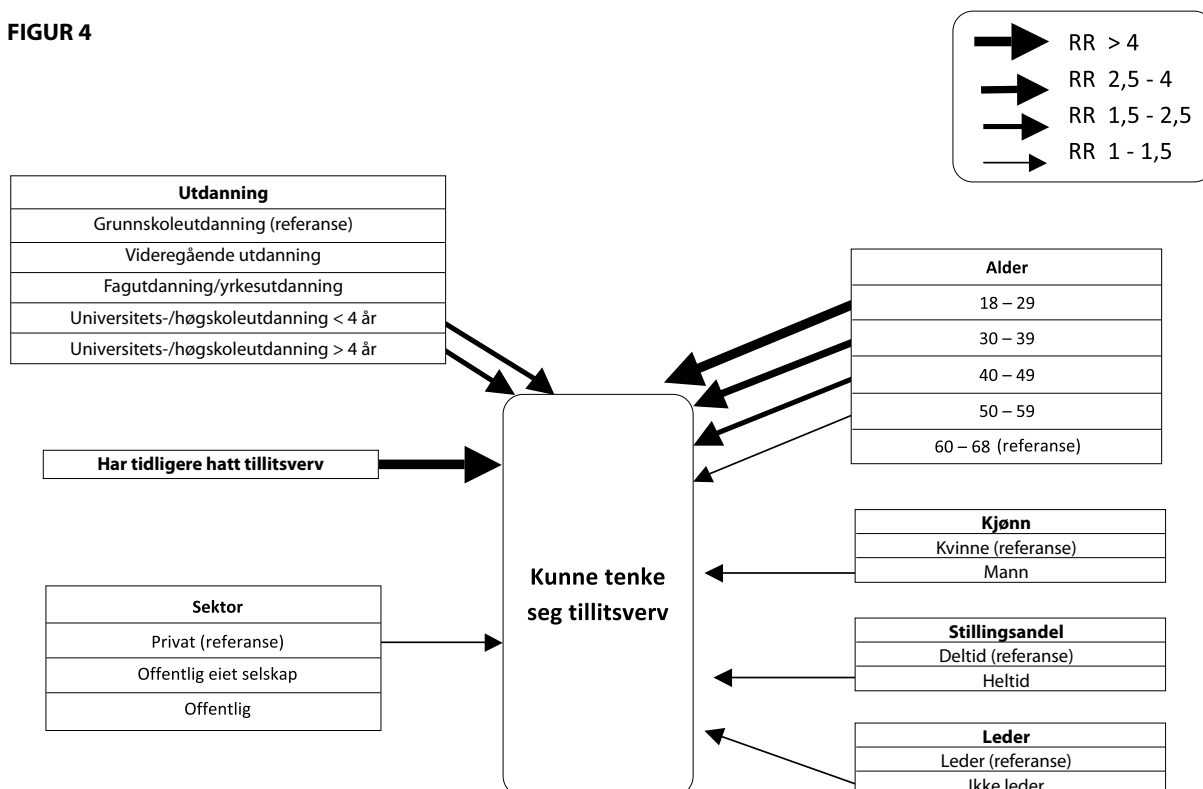 FIGUR 4
RR > 4
RR 2,5 - 4
RR 1,5 - 2,5
RR 1 - 1,5
Utdanning
Grunnskoleutdanning (referanse)
Videregående utdanning
Fagutdanning/yrkesutdanning
Universitets-/høgskoleutdanning < 4 år
Universitets-/høgskoleutdanning > 4 år
Har tidligere hatt tillitsverv
Sektor
Privat (referanse)
Offentlig eiet selskap
Offentlig
Kunne tenke
seg tillitsverv
Alder
18 – 29
30 – 39
40 – 49
50 – 59
60 – 68 (referanse)
Kjønn
Kvinne (referanse)
Mann
Stillingsandel
Deltid (referanse)
Heltid
Leder
Leder (referanse)
Ikke leder